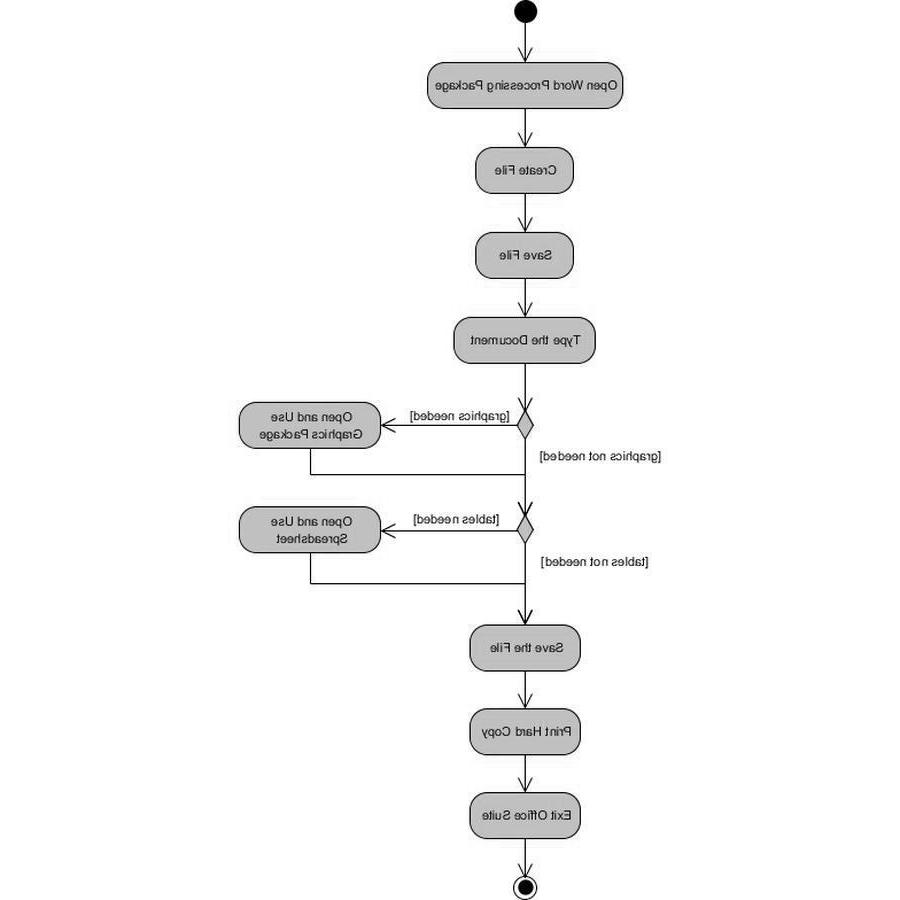 Open Word Processing Package
Create File
Save File
Type the Document
[graphics needed]
Open and Use
Graphics Package
[graphics not needed]
[tables needed]
Open and Use
Spreadsheet
[tables not needed]
Save the File
Print Hard Copy
Exit Office Suite